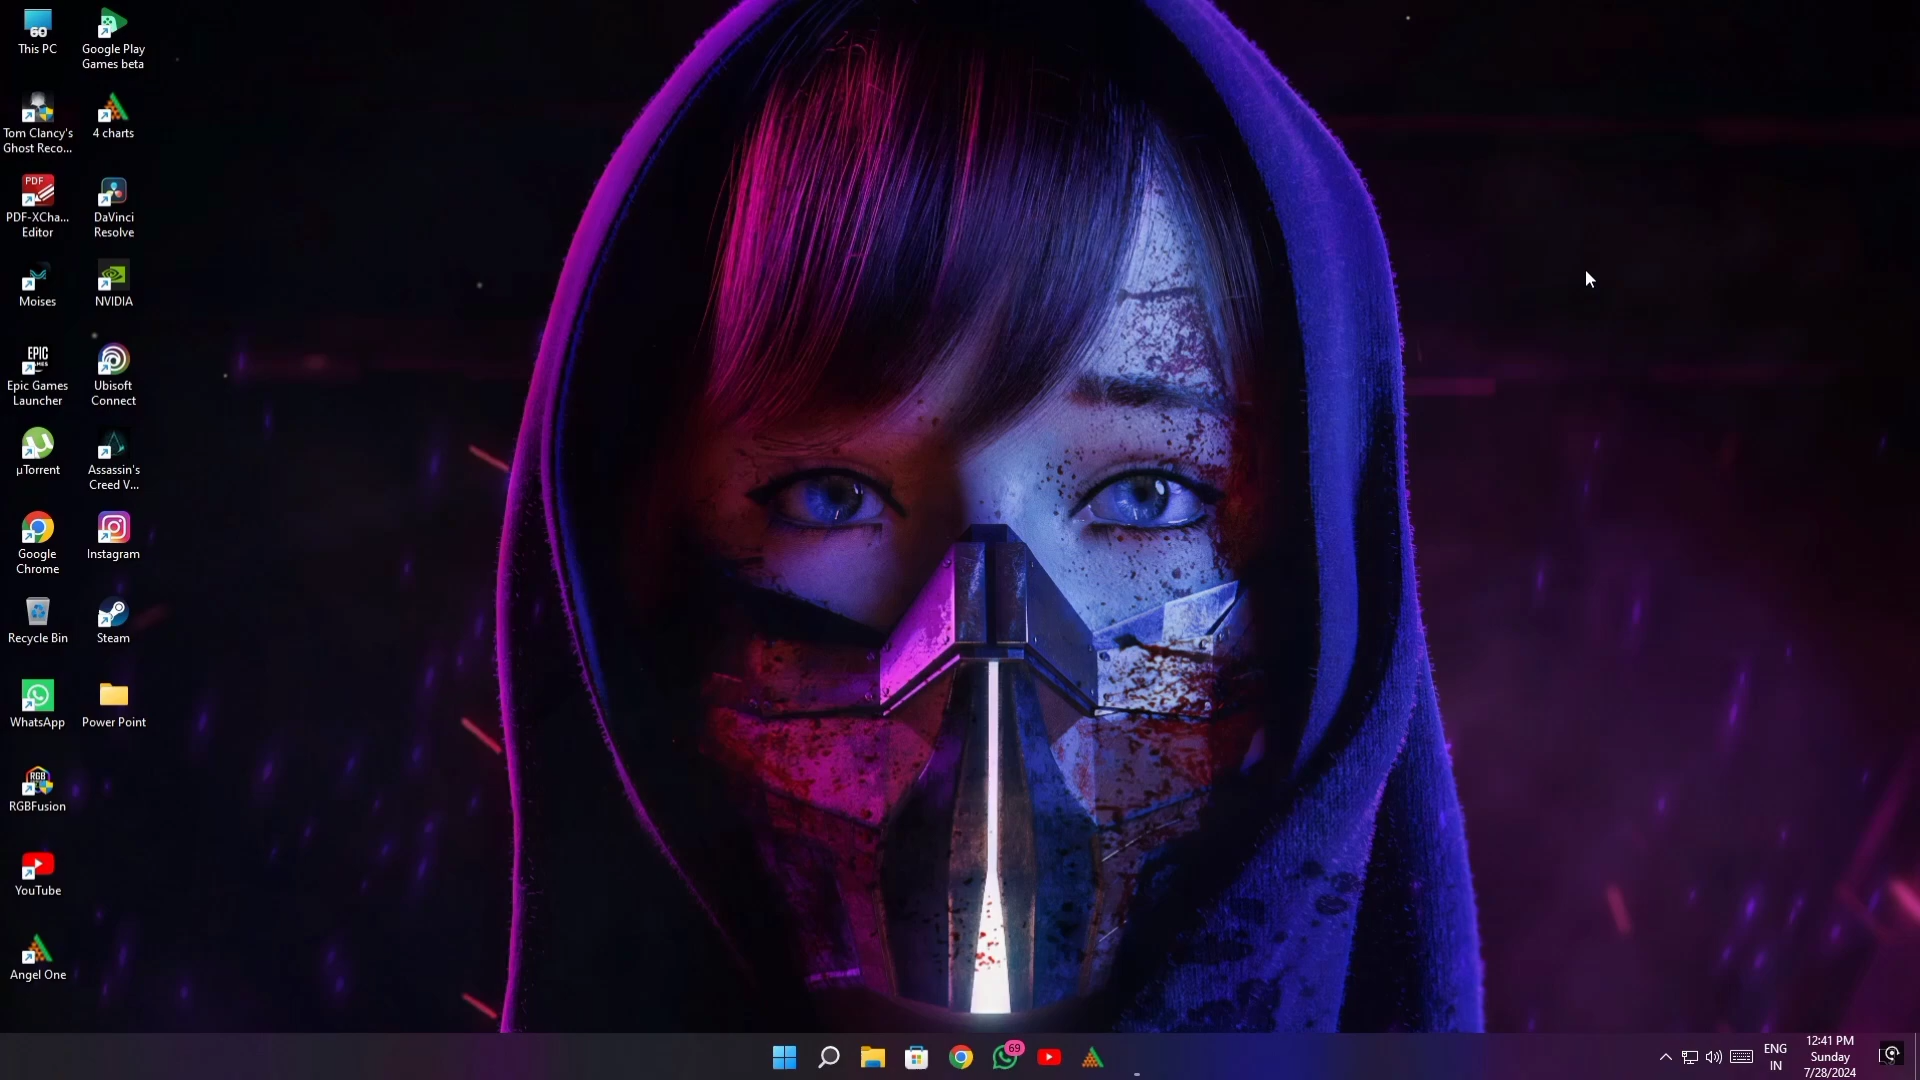 60
This PC
Google Play
Games beta
Tom Clancy's
Ghost Reco...
4 charts
PDF
PDF-XCha...
Editor
DaVinci
Resolve
Moises
NVIDIA
EPIC
GAMES
Epic Games
Launcher
Ubisoft
Connect
µTorrent
Assassin's
Creed V...
Google
Chrome
Instagram
Recycle Bin
Steam
WhatsApp
Power Point
RGB
RGBFusion
YouTube
Angel One
69
ENG
IN
12:41 PM
Sunday
7/28/2024